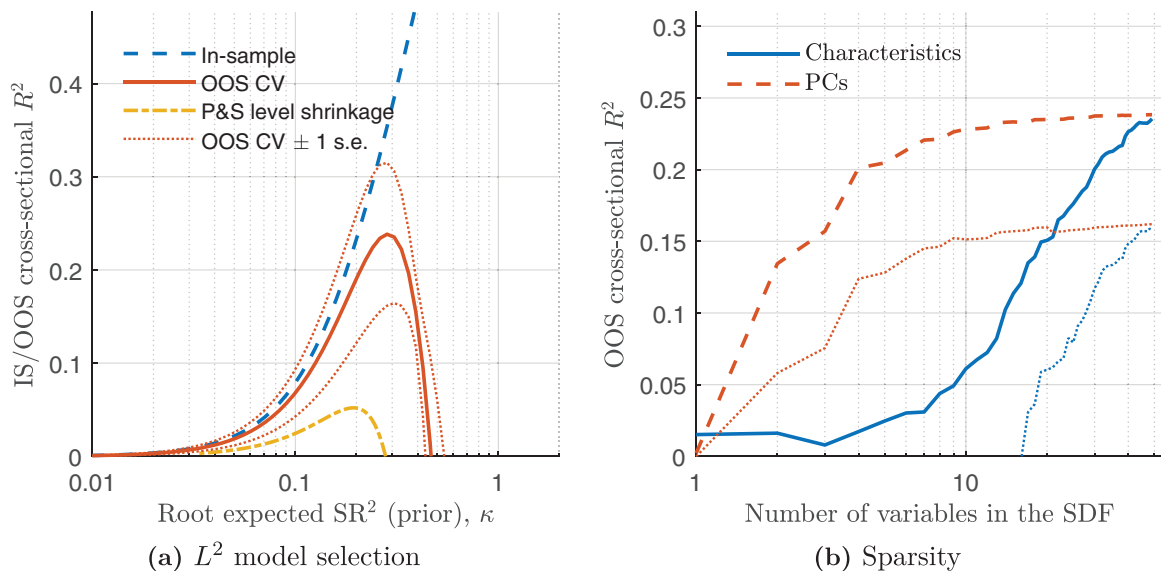 IS/OOS cross-sectional R²
0.4
0.3
0.2
0.1
0
In-sample
OOS CV
P&S level shrinkage
OOS CV ± 1 s.e.
0.01
0.1
1
Root expected SR² (prior), κ
(a) L² model selection
OOS cross-sectional R²
0.3
0.25
0.2
0.15
0.1
0.05
0
Characteristics
PCs
1
10
Number of variables in the SDF
(b) Sparsity